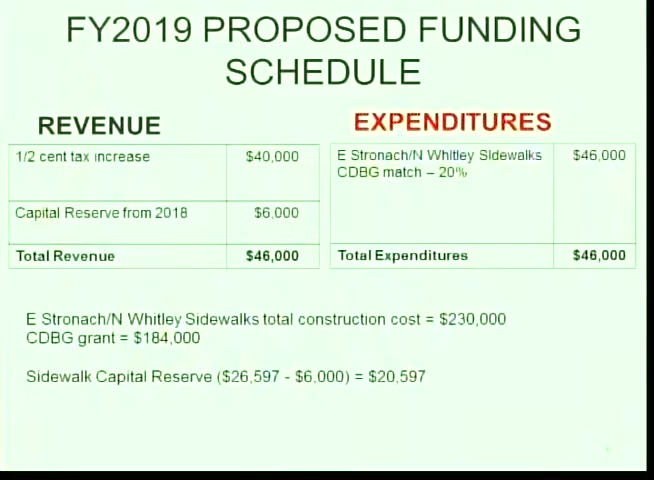 FY2019 PROPOSED FUNDING
SCHEDULE
REVENUE
1/2 cent tax increase $40,000
Capital Reserve from 2018 $6,000
Total Revenue $46,000
EXPENDITURES
E Stronach/N Whitley Sidewalks $46,000
CDBG match – 20%
Total Expenditures $46,000
E Stronach/N Whitley Sidewalks total construction cost = $230,000
CDBG grant = $184,000
Sidewalk Capital Reserve ($26,597 - $6,000) = $20,597